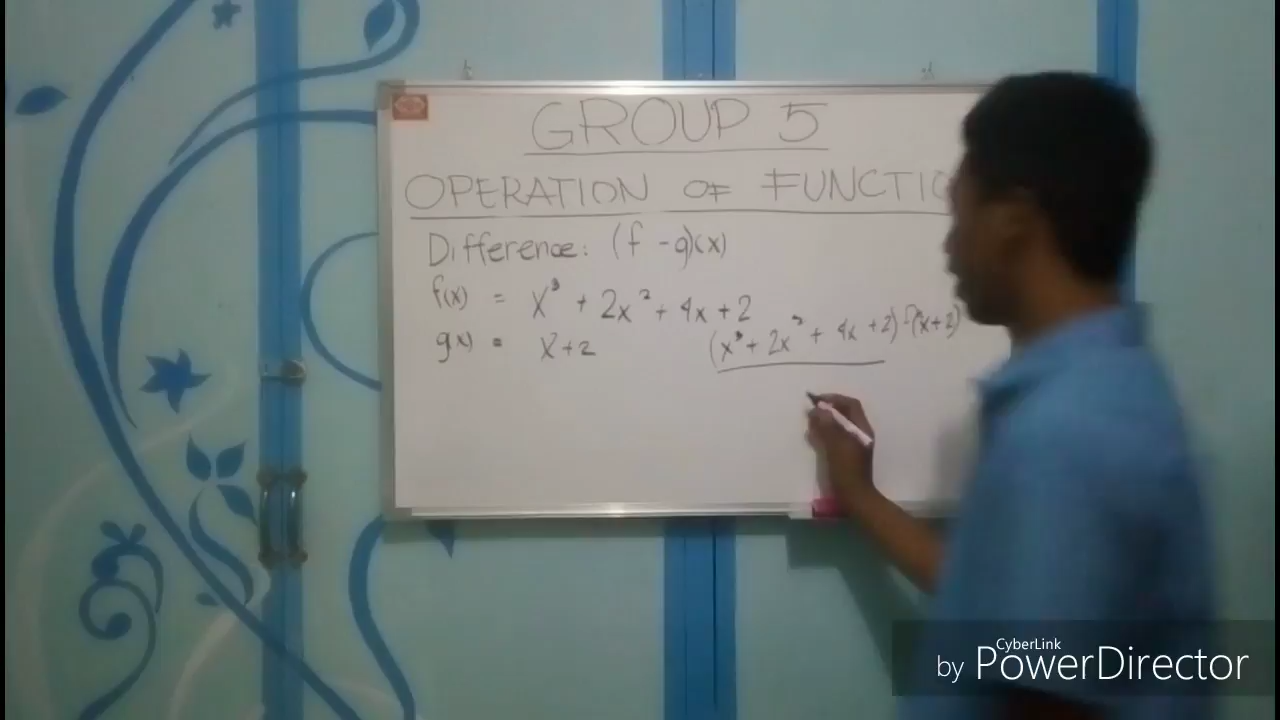 GROUP 5
OPERATION OF FUNCTIO
Difference: (f -g)(x)
f(x) = x³ + 2x² + 4x + 2
g(x) = x+2
(x³ + 2x² + 4x + 2) - (x+2)
CyberLink
by PowerDirector